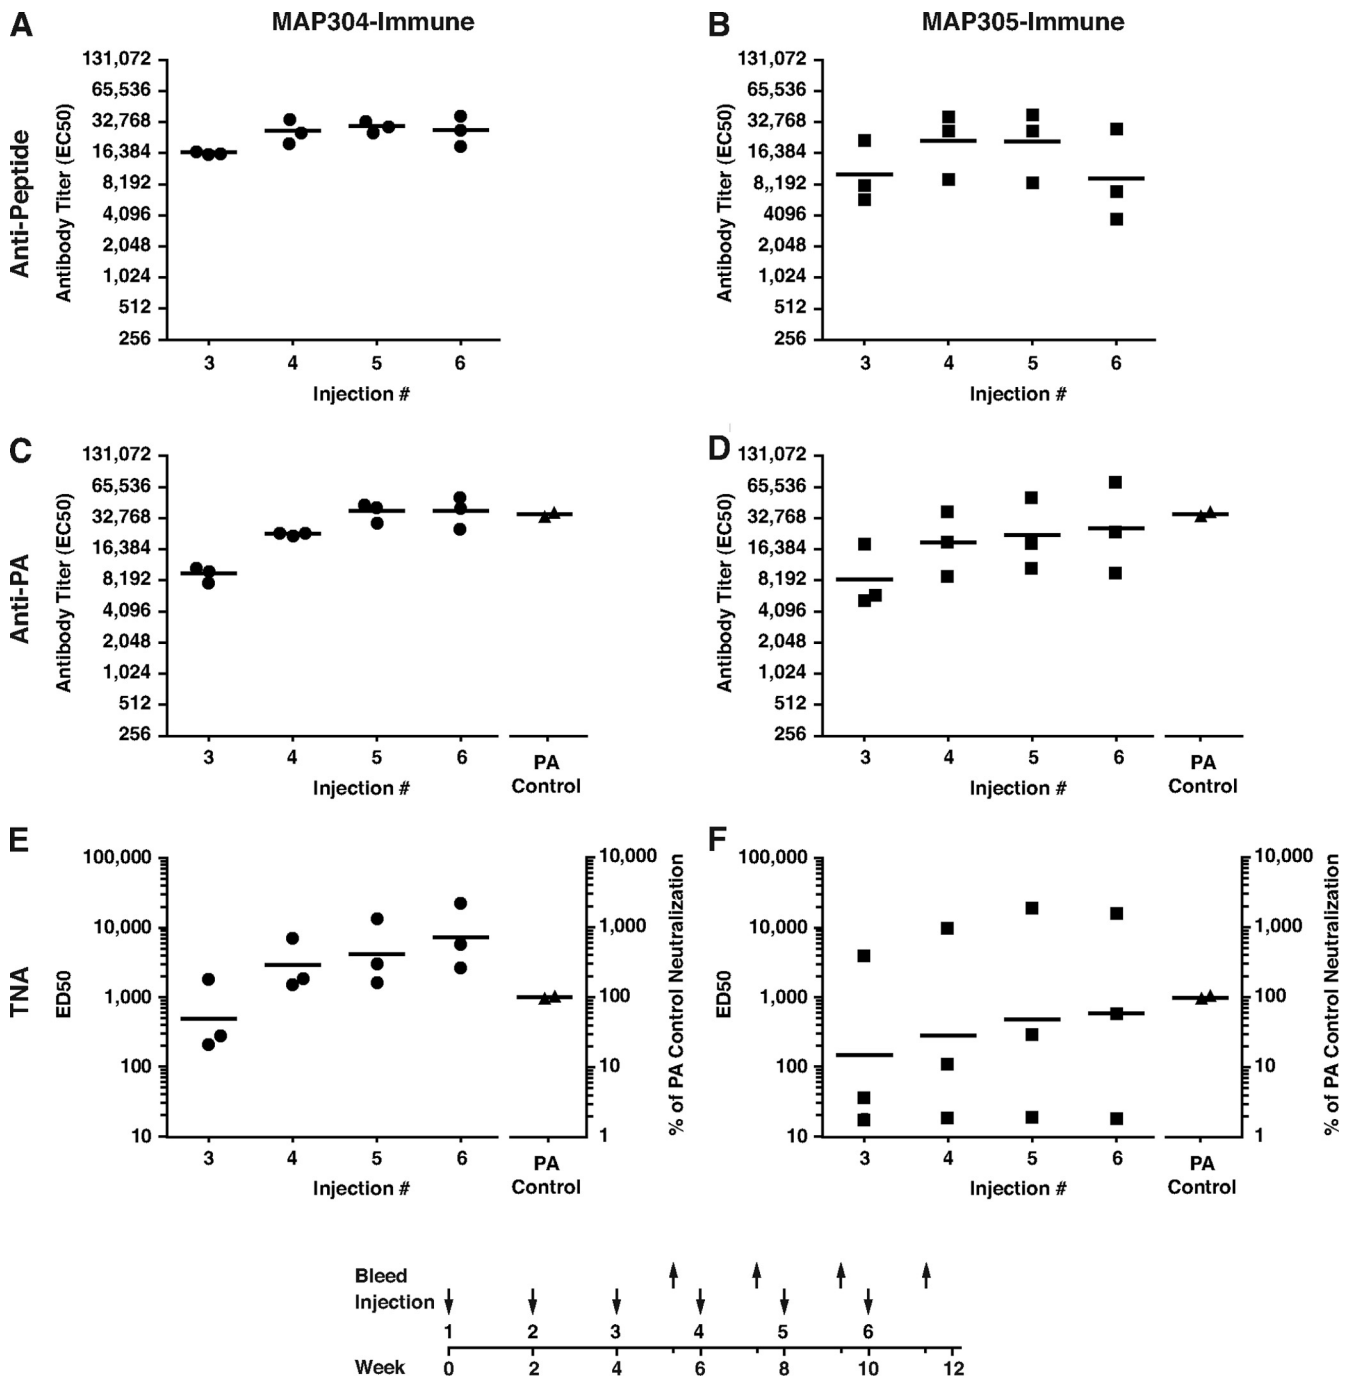 A MAP304-Immune
B MAP305-Immune
Anti-Peptide
Antibody Titer (EC50)
131,072
65,536
32,768
16,384
8,192
4,096
2,048
1,024
512
256
3 4 5 6
Injection #
Antibody Titer (EC50)
131,072
65,536
32,768
16,384
8,,192
4,096
2,048
1,024
512
256
3 4 5 6
Injection #
C
Anti-PA
Antibody Titer (EC50)
131,072
65,536
32,768
16,384
8,192
4,096
2,048
1,024
512
256
3 4 5 6 PA
Control
Injection #
D
Antibody Titer (EC50)
131,072
65,536
32,768
16,384
8,192
4,096
2,048
1,024
512
256
3 4 5 6 PA
Control
Injection #
E
TNA
ED50
100,000
10,000
1,000
100
10
3 4 5 6 PA
Control
Injection #
10,000
1,000
100
10
1
% of PA Control Neutralization
F
ED50
100,000
10,000
1,000
100
10
3 4 5 6 PA
Control
Injection #
10,000
1,000
100
10
1
% of PA Control Neutralization
Bleed
Injection
1 2 3 4 5 6
Week 0 2 4 6 8 10 12